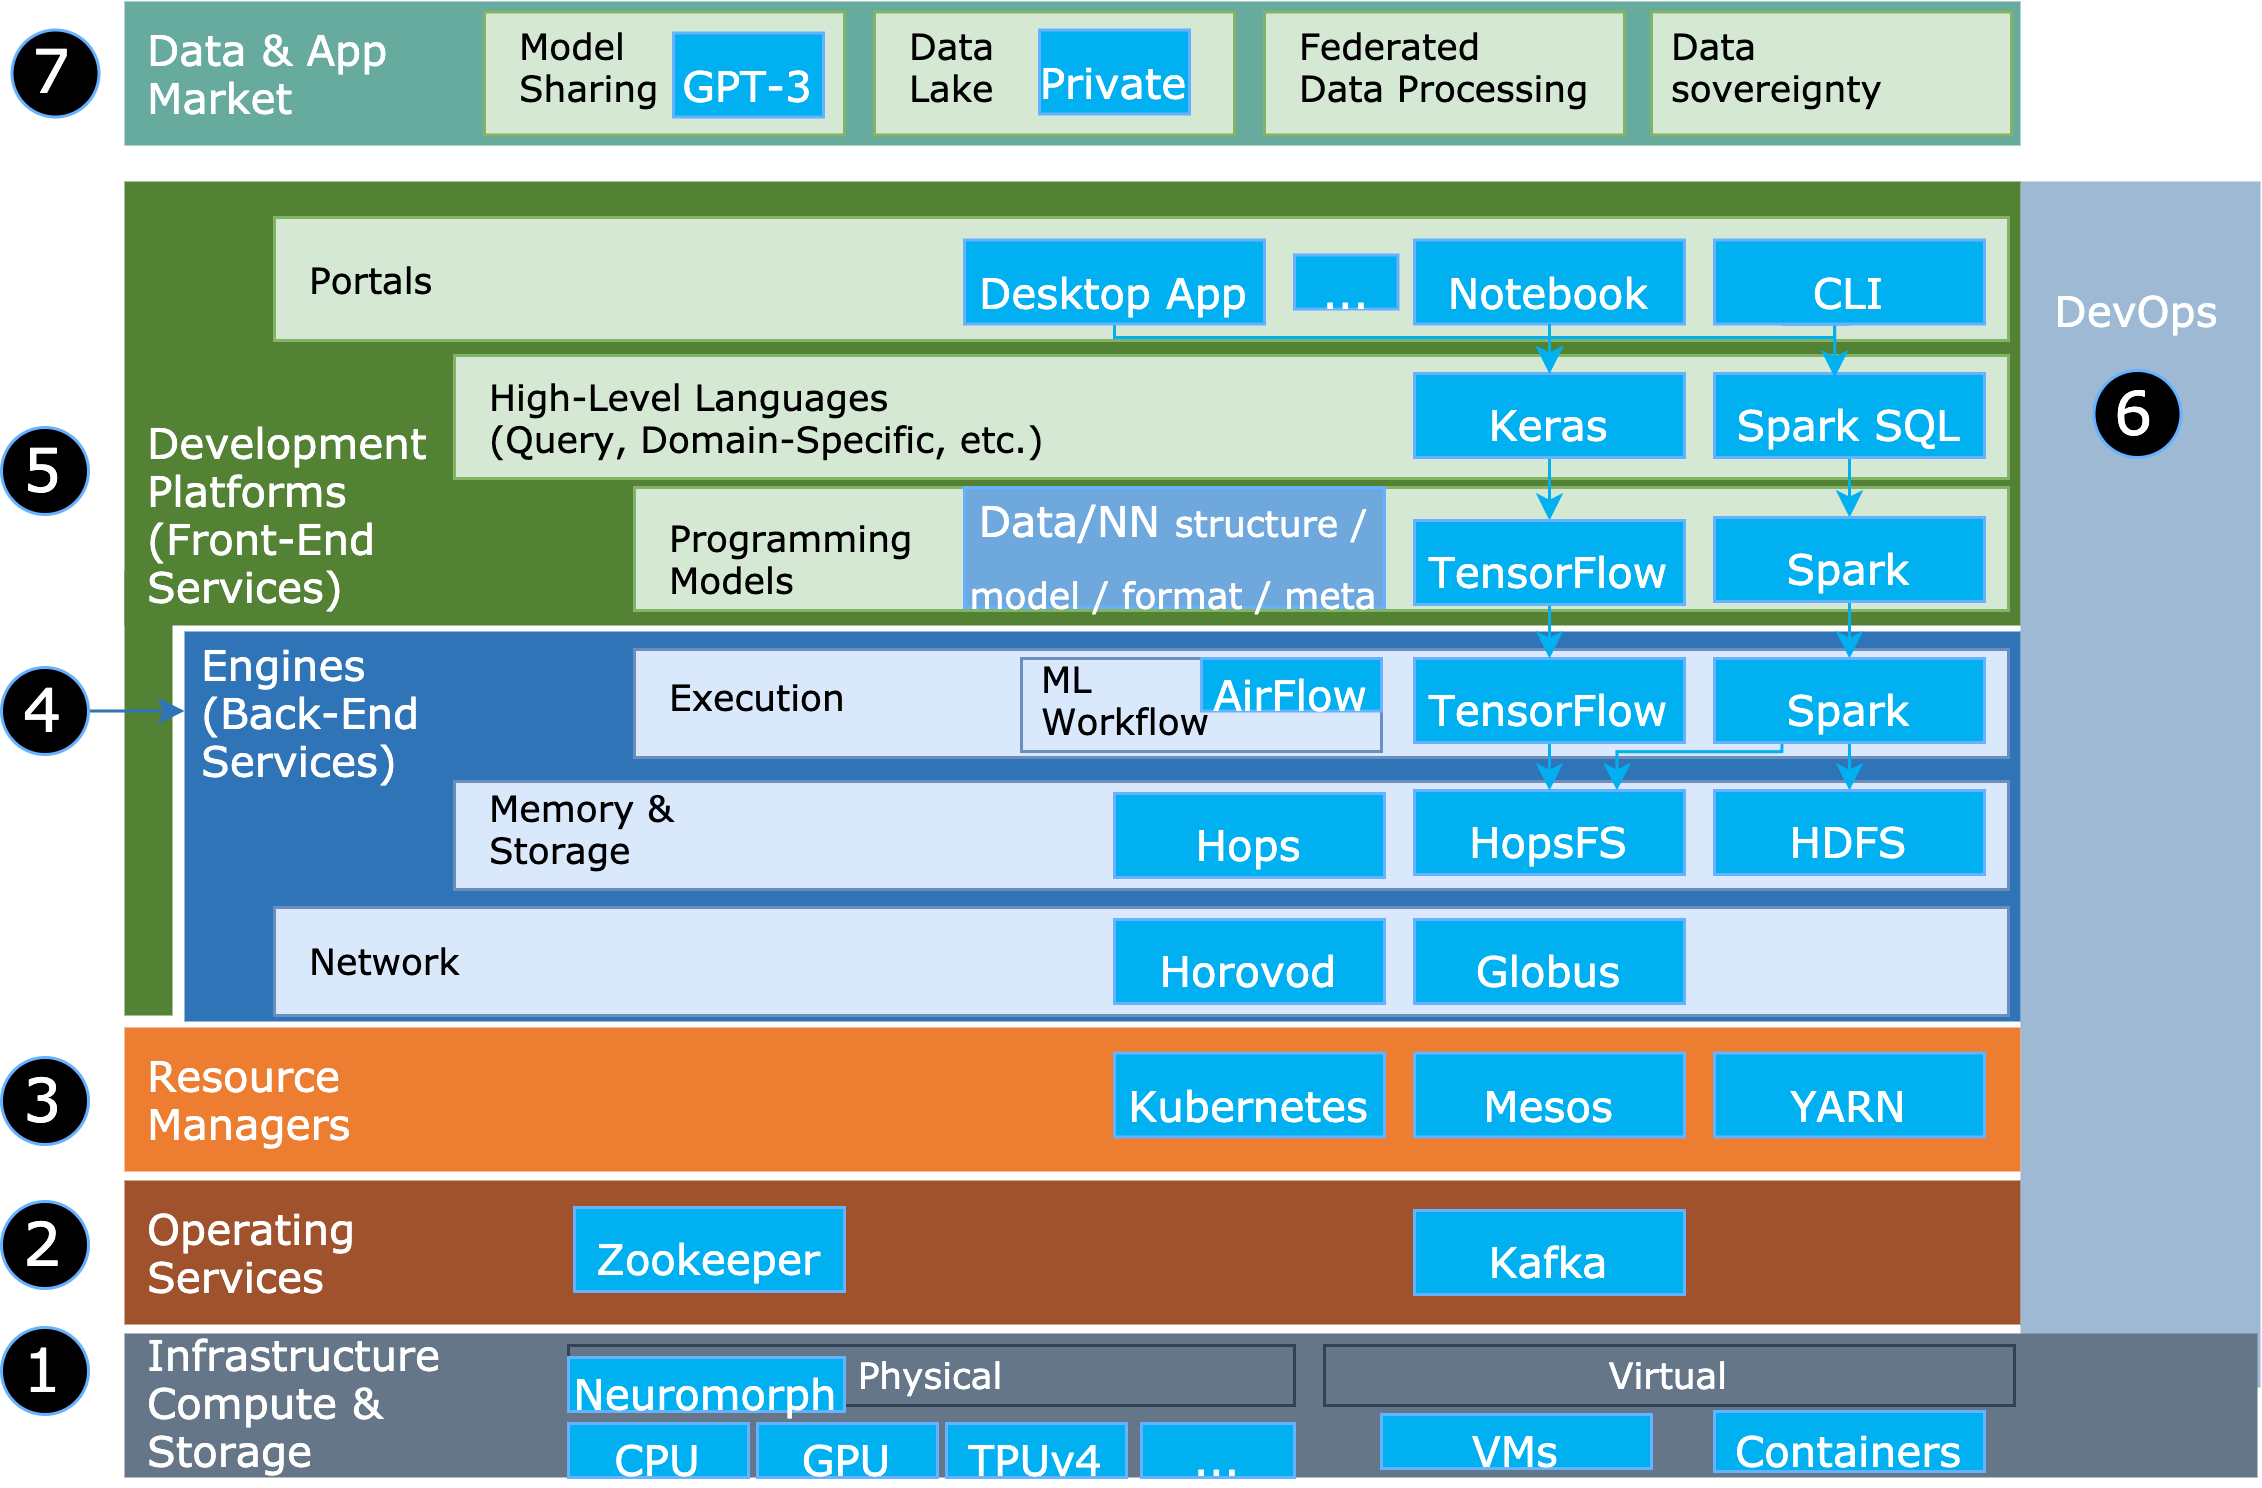 7
Data & App
Market
Model
Sharing
GPT-3
Data
Lake
Private
Federated
Data Processing
Data
sovereignty
Portals
Desktop App
...
Notebook
CLI
DevOps
6
5
Development
Platforms
(Front-End
Services)
High-Level Languages
(Query, Domain-Specific, etc.)
Keras
Spark SQL
Programming
Models
Data/NN structure /
model / format / meta
TensorFlow
Spark
4
Engines
(Back-End
Services)
Execution
ML
Workflow
AirFlow
TensorFlow
Spark
Memory &
Storage
Hops
HopsFS
HDFS
Network
Horovod
Globus
3
Resource
Managers
Kubernetes
Mesos
YARN
2
Operating
Services
Zookeeper
Kafka
1
Infrastructure
Compute &
Storage
Neuromorph
Physical
Virtual
CPU
GPU
TPUv4
...
VMs
Containers